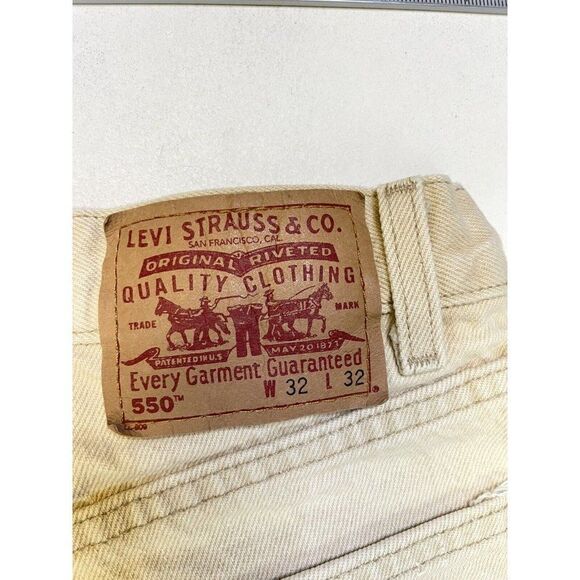 LEVI STRAUSS & CO.
SAN FRANCISCO, CAL.
ORIGINAL RIVETED
QUALITY CLOTHING
TRADE MARK
PATENTED IN U.S. MAY 20 1873
Every Garment Guaranteed
550™ W 32 L 32 ®